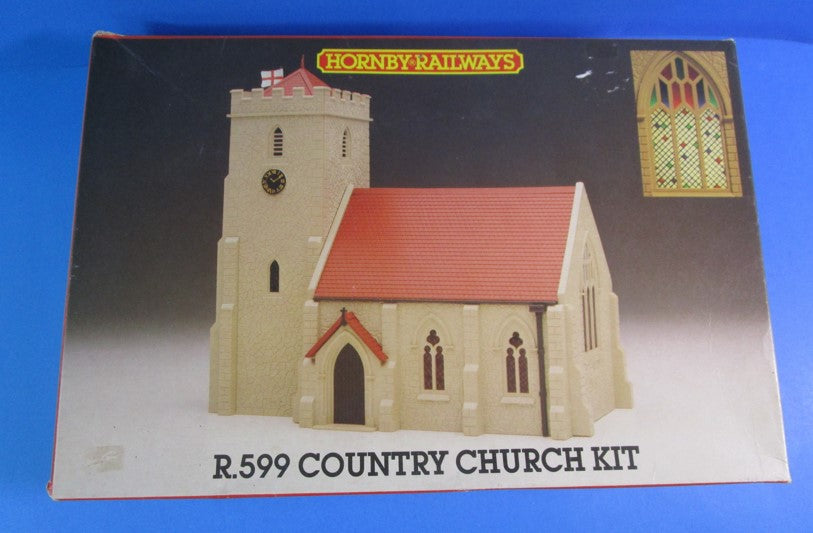 HORNBY RAILWAYS
R.599 COUNTRY CHURCH KIT